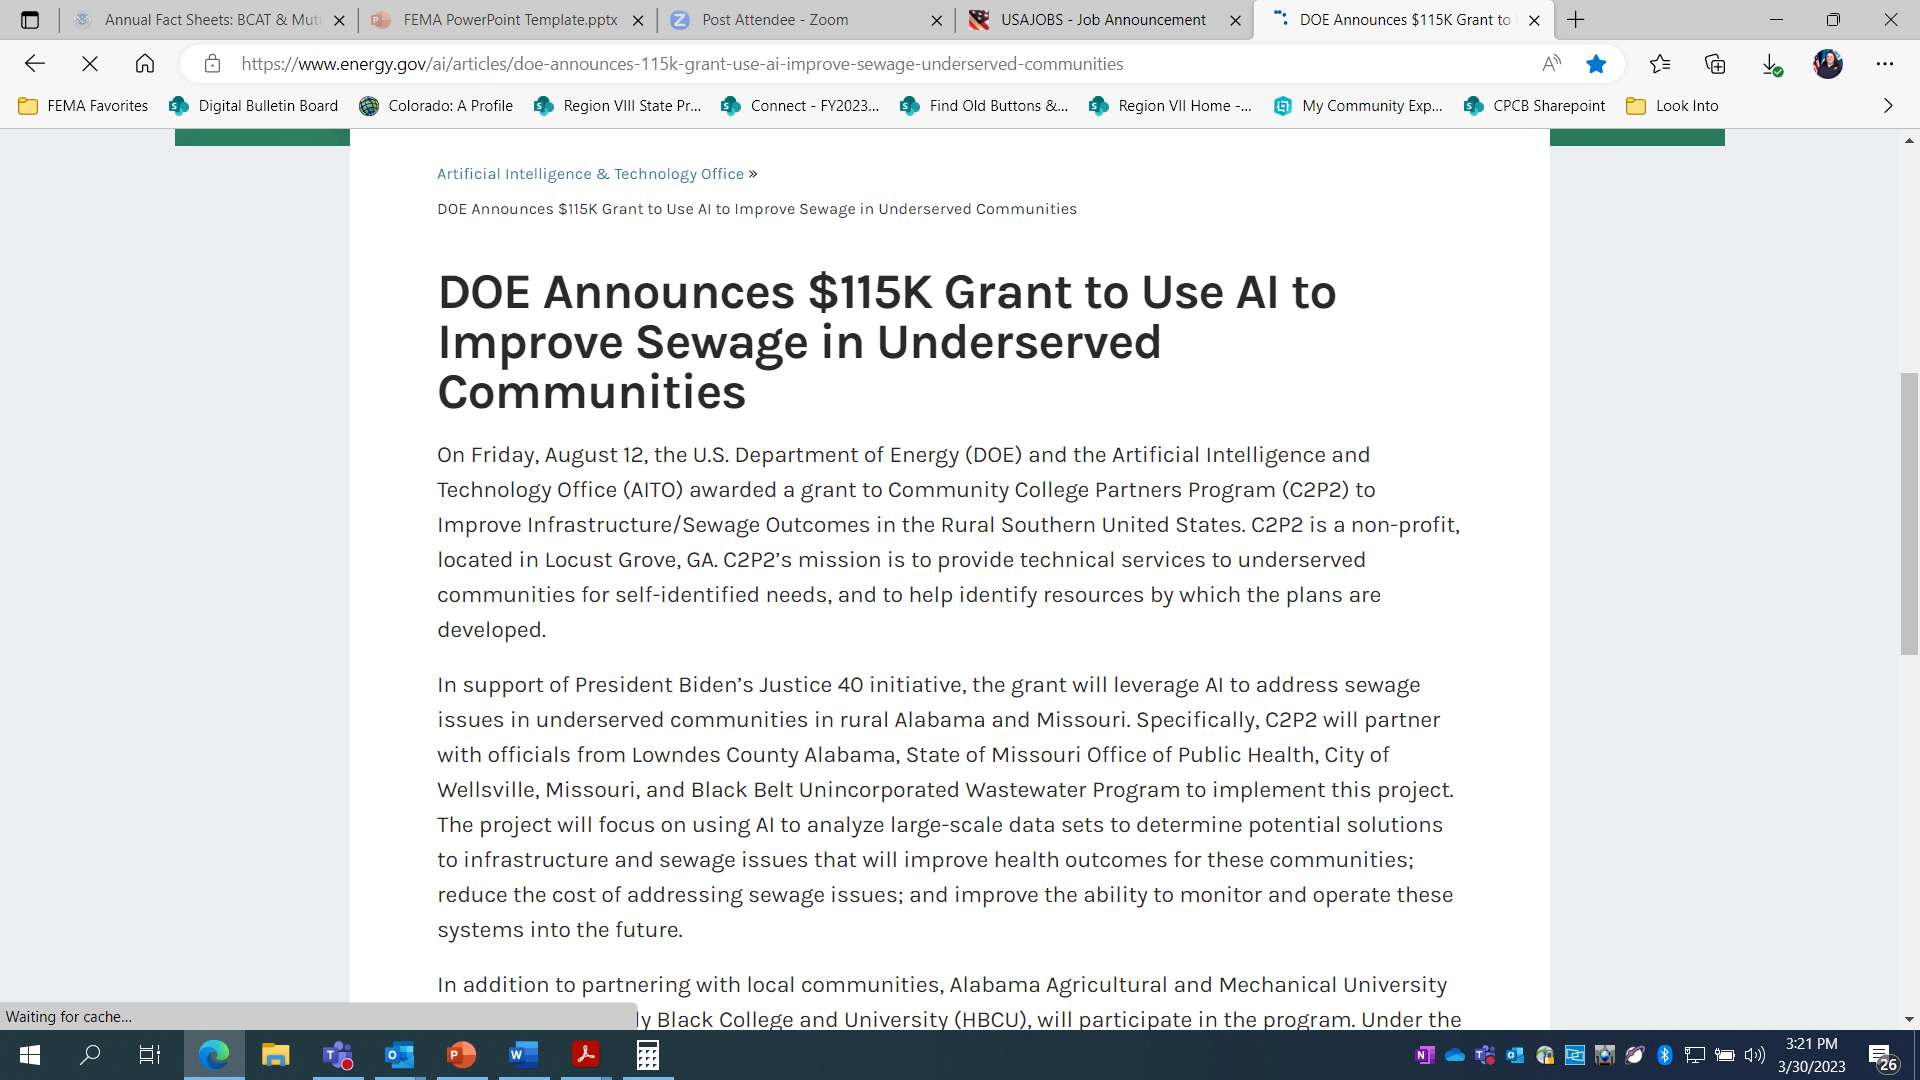 Annual Fact Sheets: BCAT & Mut
FEMA PowerPoint Template.pptx
Post Attendee - Zoom
USAJOBS - Job Announcement
DOE Announces $115K Grant to
https://www.energy.gov/ai/articles/doe-announces-115k-grant-use-ai-improve-sewage-underserved-communities
FEMA Favorites
Digital Bulletin Board
Colorado: A Profile
Region VIII State Pr...
Connect - FY2023...
Find Old Buttons &...
Region VII Home -...
My Community Exp...
CPCB Sharepoint
Look Into
Artificial Intelligence & Technology Office »
DOE Announces $115K Grant to Use AI to Improve Sewage in Underserved Communities
DOE Announces $115K Grant to Use AI to
Improve Sewage in Underserved
Communities
On Friday, August 12, the U.S. Department of Energy (DOE) and the Artificial Intelligence and
Technology Office (AITO) awarded a grant to Community College Partners Program (C2P2) to
Improve Infrastructure/Sewage Outcomes in the Rural Southern United States. C2P2 is a non-profit,
located in Locust Grove, GA. C2P2’s mission is to provide technical services to underserved
communities for self-identified needs, and to help identify resources by which the plans are
developed.
In support of President Biden’s Justice 40 initiative, the grant will leverage AI to address sewage
issues in underserved communities in rural Alabama and Missouri. Specifically, C2P2 will partner
with officials from Lowndes County Alabama, State of Missouri Office of Public Health, City of
Wellsville, Missouri, and Black Belt Unincorporated Wastewater Program to implement this project.
The project will focus on using AI to analyze large-scale data sets to determine potential solutions
to infrastructure and sewage issues that will improve health outcomes for these communities;
reduce the cost of addressing sewage issues; and improve the ability to monitor and operate these
systems into the future.
In addition to partnering with local communities, Alabama Agricultural and Mechanical University
ly Black College and University (HBCU), will participate in the program. Under the
Waiting for cache...
3:21 PM
3/30/2023
26